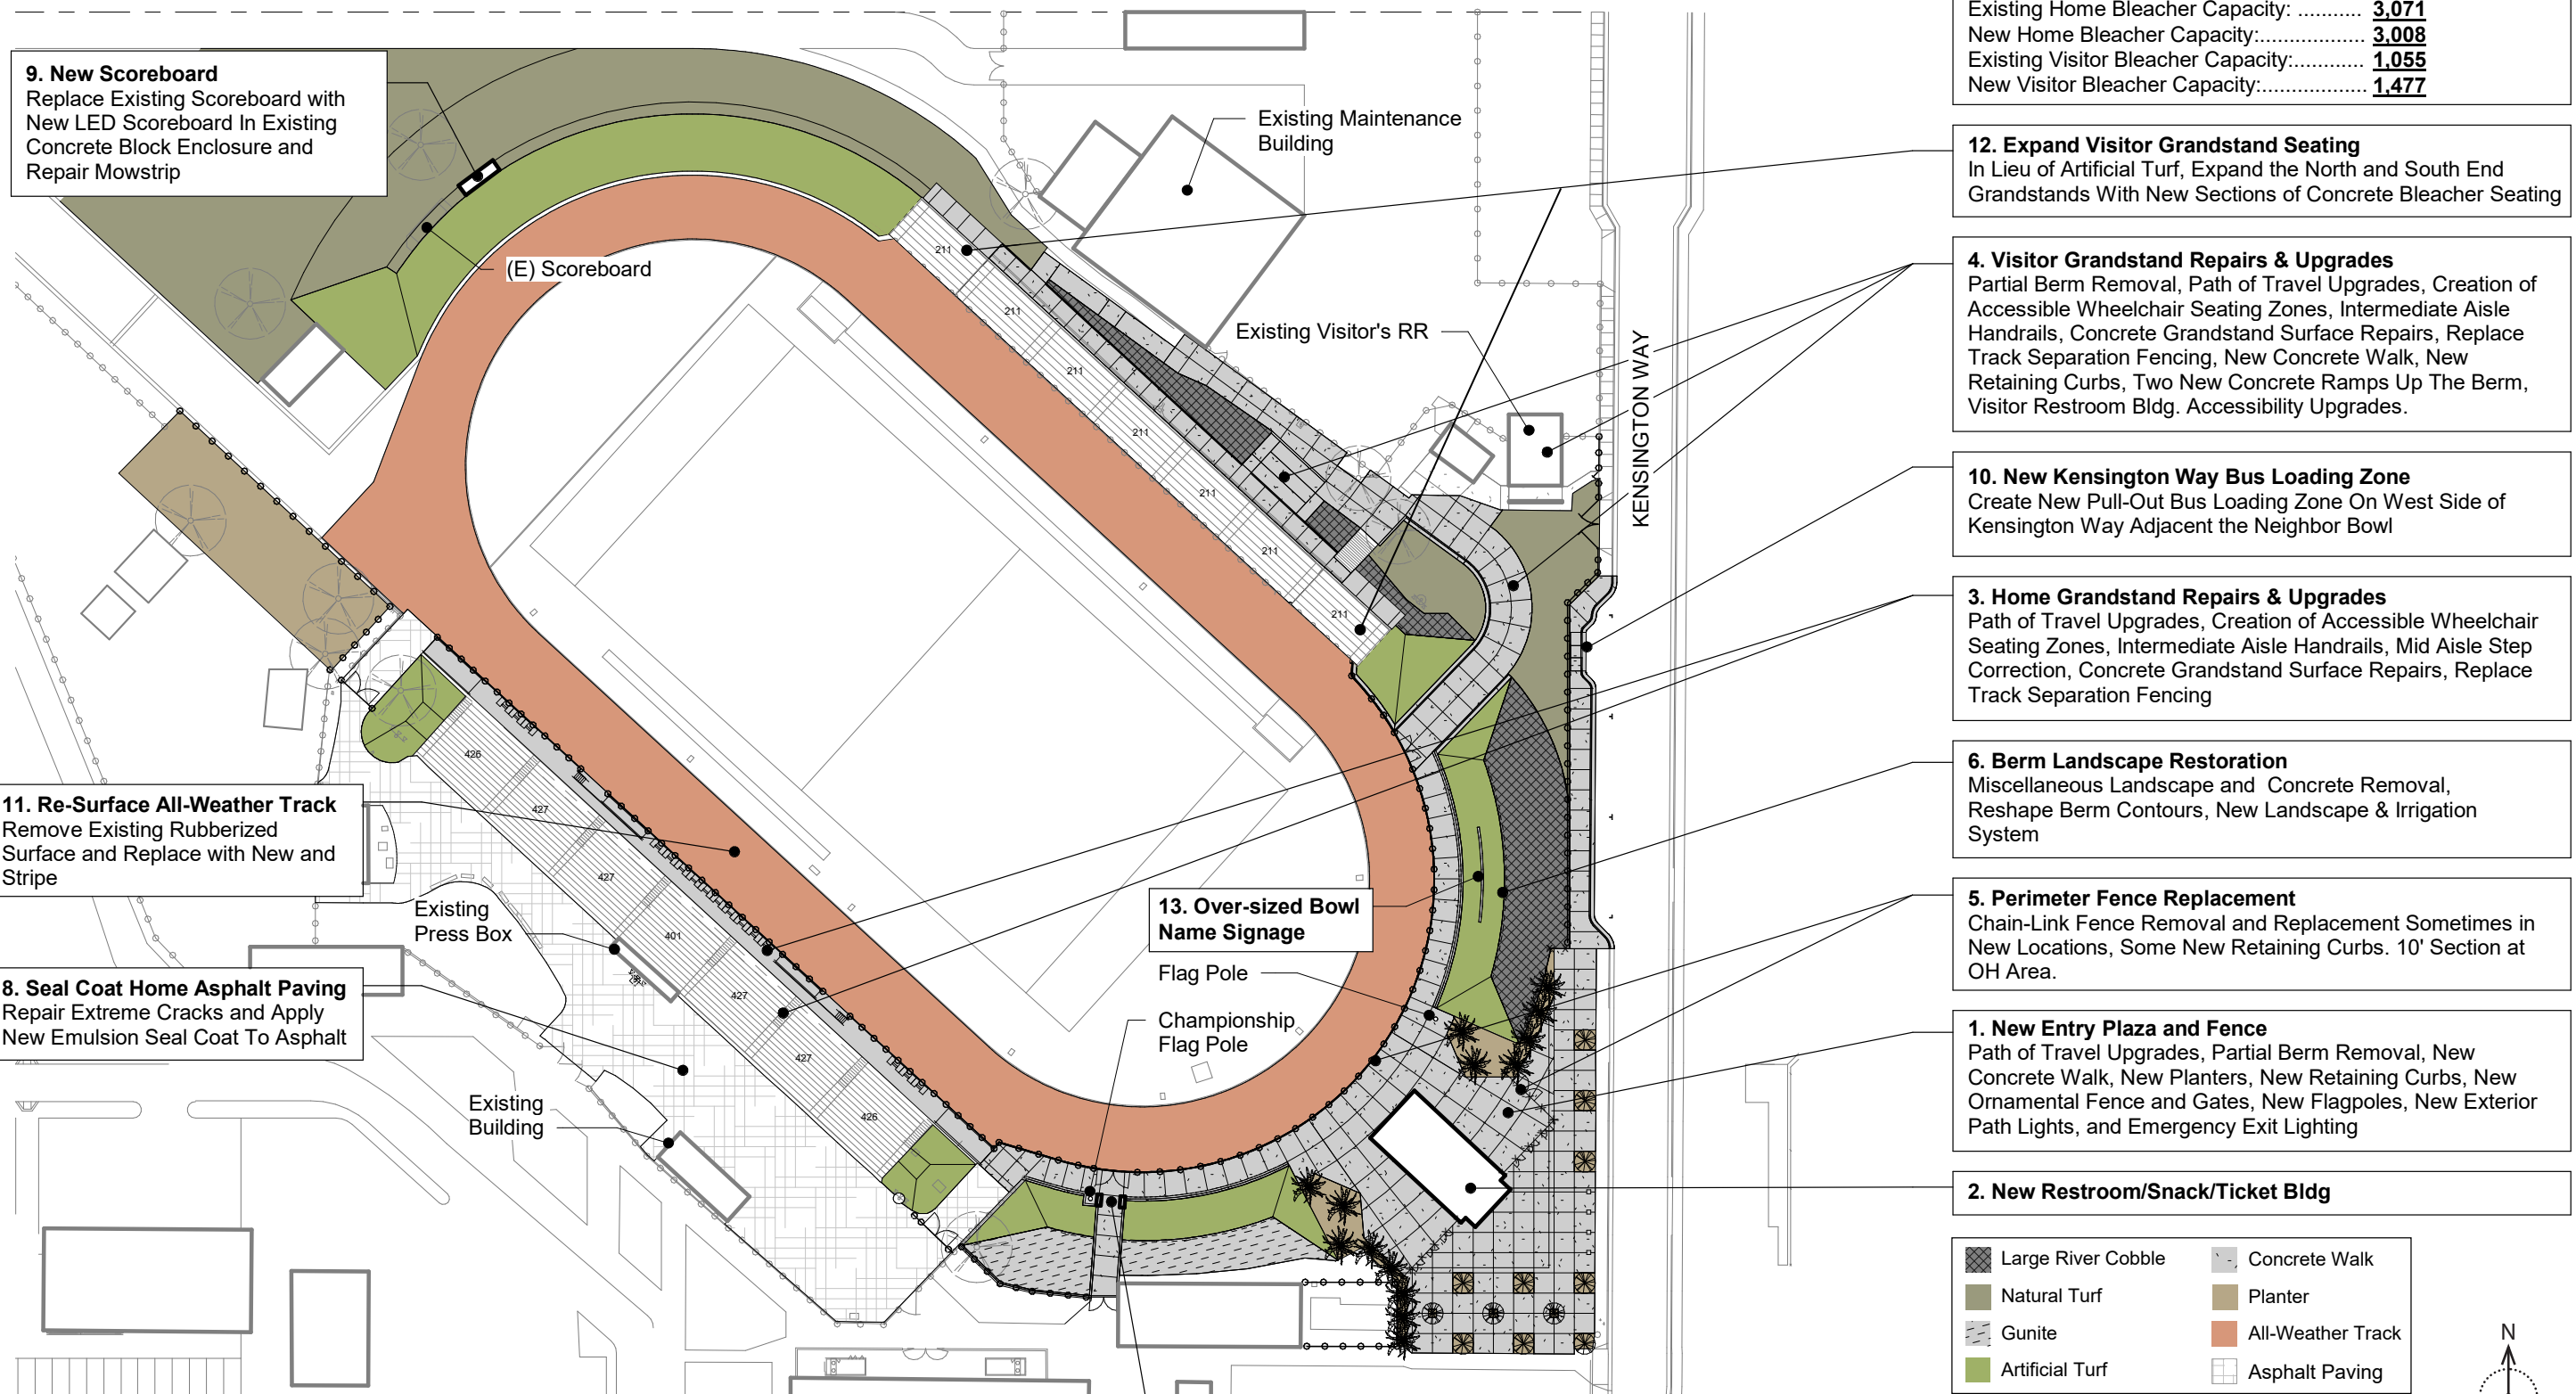 Existing Home Bleacher Capacity: ........... 3,071
New Home Bleacher Capacity:.................. 3,008
Existing Visitor Bleacher Capacity:............ 1,055
New Visitor Bleacher Capacity:.................. 1,477
9. New Scoreboard
Replace Existing Scoreboard with
New LED Scoreboard In Existing
Concrete Block Enclosure and
Repair Mowstrip
Existing Maintenance
Building
(E) Scoreboard
Existing Visitor's RR
KENSINGTON WAY
211
211
211
211
211
211
211
12. Expand Visitor Grandstand Seating
In Lieu of Artificial Turf, Expand the North and South End
Grandstands With New Sections of Concrete Bleacher Seating
4. Visitor Grandstand Repairs & Upgrades
Partial Berm Removal, Path of Travel Upgrades, Creation of
Accessible Wheelchair Seating Zones, Intermediate Aisle
Handrails, Concrete Grandstand Surface Repairs, Replace
Track Separation Fencing, New Concrete Walk, New
Retaining Curbs, Two New Concrete Ramps Up The Berm,
Visitor Restroom Bldg. Accessibility Upgrades.
10. New Kensington Way Bus Loading Zone
Create New Pull-Out Bus Loading Zone On West Side of
Kensington Way Adjacent the Neighbor Bowl
3. Home Grandstand Repairs & Upgrades
Path of Travel Upgrades, Creation of Accessible Wheelchair
Seating Zones, Intermediate Aisle Handrails, Mid Aisle Step
Correction, Concrete Grandstand Surface Repairs, Replace
Track Separation Fencing
6. Berm Landscape Restoration
Miscellaneous Landscape and Concrete Removal,
Reshape Berm Contours, New Landscape & Irrigation
System
5. Perimeter Fence Replacement
Chain-Link Fence Removal and Replacement Sometimes in
New Locations, Some New Retaining Curbs. 10' Section at
OH Area.
1. New Entry Plaza and Fence
Path of Travel Upgrades, Partial Berm Removal, New
Concrete Walk, New Planters, New Retaining Curbs, New
Ornamental Fence and Gates, New Flagpoles, New Exterior
Path Lights, and Emergency Exit Lighting
2. New Restroom/Snack/Ticket Bldg
11. Re-Surface All-Weather Track
Remove Existing Rubberized
Surface and Replace with New and
Stripe
426
427
427
401
427
427
426
Existing
Press Box
8. Seal Coat Home Asphalt Paving
Repair Extreme Cracks and Apply
New Emulsion Seal Coat To Asphalt
Existing
Building
13. Over-sized Bowl
Name Signage
Flag Pole
Championship
Flag Pole
Large River Cobble
Natural Turf
Gunite
Artificial Turf
Concrete Walk
Planter
All-Weather Track
Asphalt Paving
N